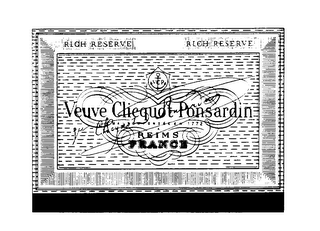 RICH RESERVE RICH RESERVE
Veuve Clicquot Ponsardin
REIMS
FRANCE